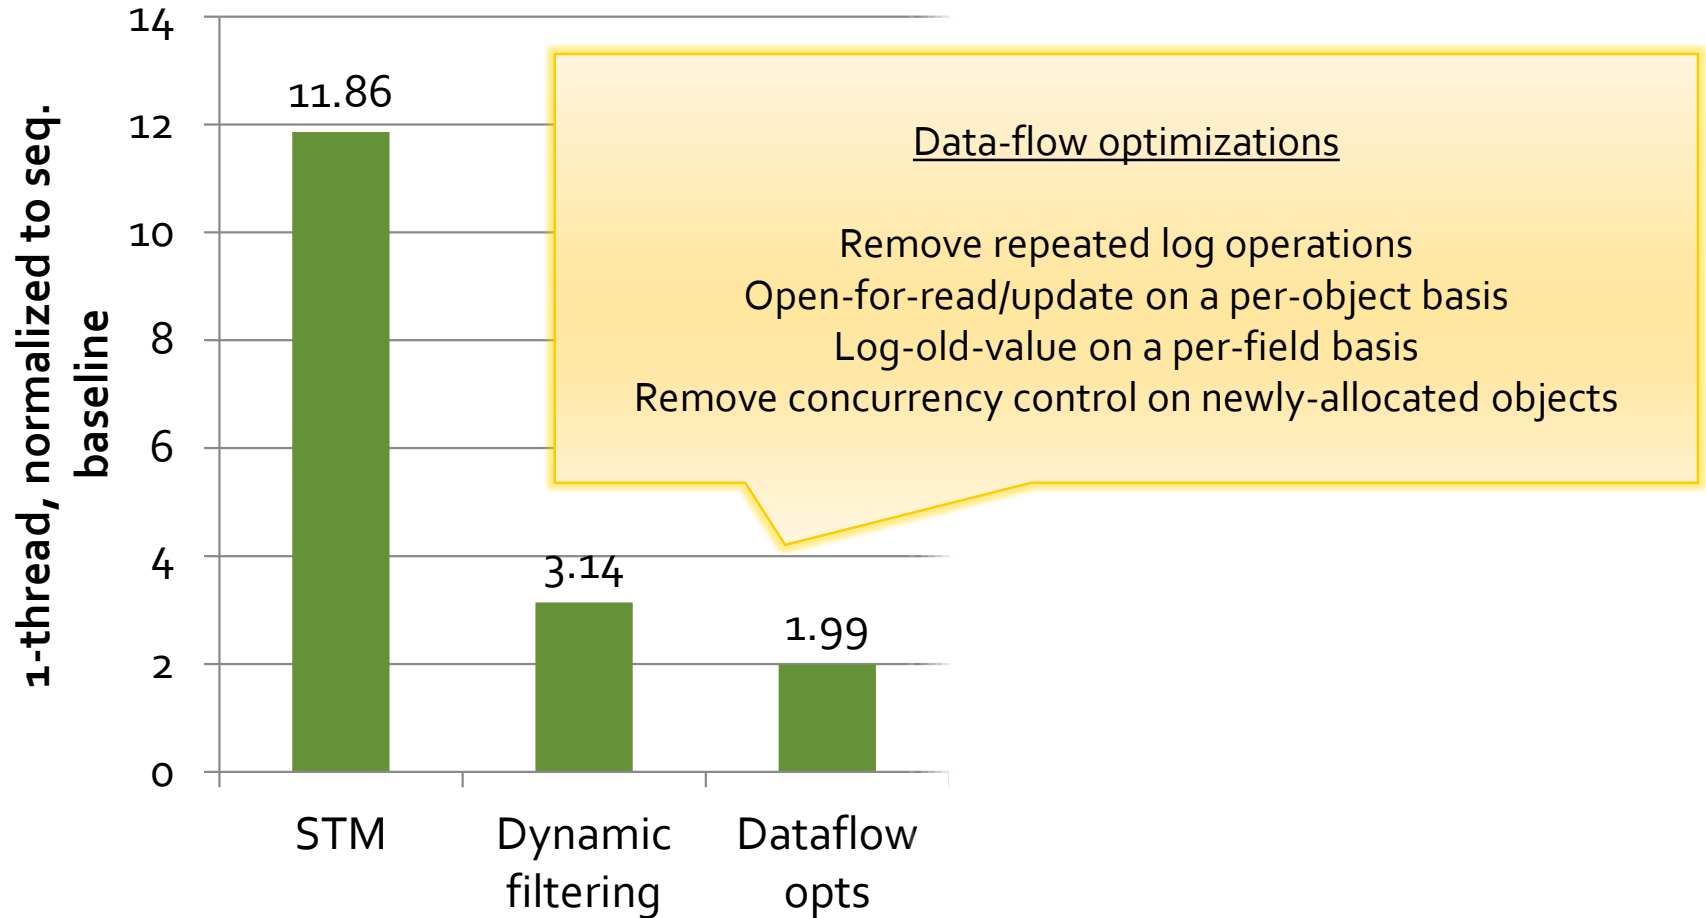 14
12
10
8
6
4
2
0
1-thread, normalized to seq.
baseline
11.86
3.14
1.99
STM
Dynamic
filtering
Dataflow
opts
Data-flow optimizations
Remove repeated log operations
Open-for-read/update on a per-object basis
Log-old-value on a per-field basis
Remove concurrency control on newly-allocated objects